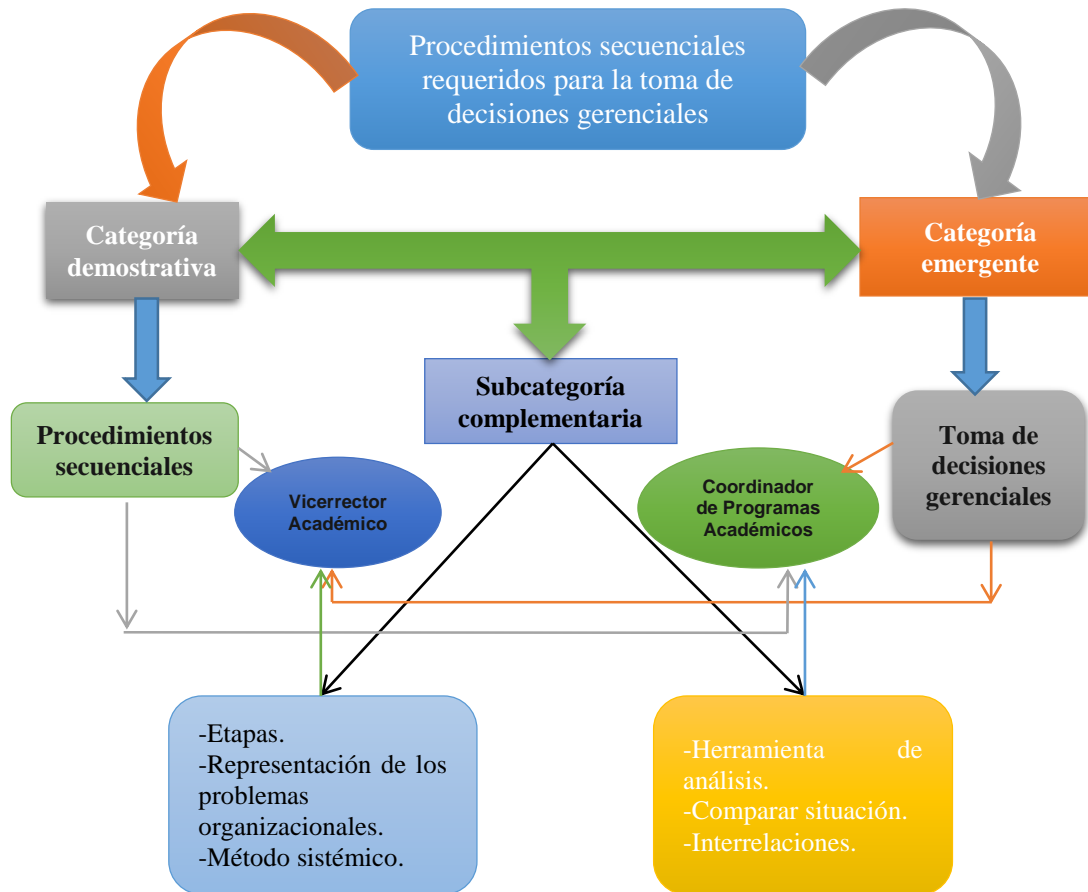 Procedimientos secuenciales
requeridos para la toma de
decisiones gerenciales
Categoría
demostrativa
Categoría
emergente
Subcategoría
complementaria
Procedimientos
secuenciales
Toma de
decisiones
gerenciales
Vicerrector
Académico
Coordinador
de Programas
Académicos
-Etapas.
-Representación de los
problemas
organizacionales.
-Método sistémico.
-Herramienta de
análisis.
-Comparar situación.
-Interrelaciones.